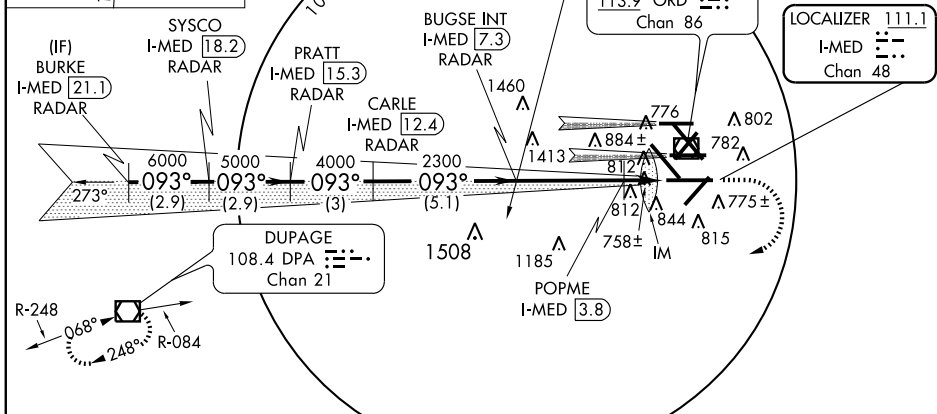 113.9 ORD
Chan 86
LOCALIZER 111.1
I-MED
Chan 48
(IF)
BURKE
I-MED 21.1
RADAR
SYSCO
I-MED 18.2
RADAR
PRATT
I-MED 15.3
RADAR
CARLE
I-MED 12.4
RADAR
BUGSE INT
I-MED 7.3
RADAR
1460
1413
776
802
884±
782
812
812
844
775±
815
758±
IM
6000
093°
(2.9)
5000
093°
(2.9)
4000
093°
(3)
2300
093°
(5.1)
273°
1508
1185
POPME
I-MED 3.8
DUPAGE
108.4 DPA
Chan 21
R-248
068°
248°
R-084